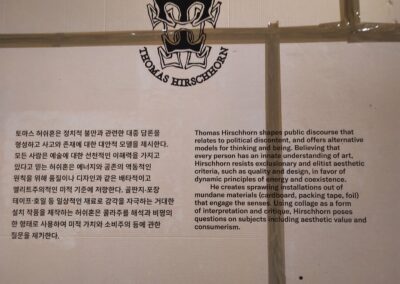 THOMAS HIRSCHHORN
토마스 허쉬혼은 정치적 불만과 관련한 대중 담론을
형성하고 사고와 존재에 대한 대안적 모델을 제시한다.
모든 사람은 예술에 대한 선천적인 이해력을 가지고
있다고 믿는 허쉬혼은 에너지와 공존의 역동적인
원칙을 위해 품질이나 디자인과 같은 배타적이고
엘리트주의적인 미적 기준에 저항한다. 골판지·포장
테이프·호일 등 일상적인 재료로 감각을 자극하는 거대한
설치 작품을 제작하는 허쉬혼은 콜라주를 해석과 비평의
한 형태로 사용하여 미적 가치와 소비주의 등에 관한
질문을 제기한다.
Thomas Hirschhorn shapes public discourse that
relates to political discontent, and offers alternative
models for thinking and being. Believing that
every person has an innate understanding of art,
Hirschhorn resists exclusionary and elitist aesthetic
criteria, such as quality and design, in favor of
dynamic principles of energy and coexistence.
He creates sprawling installations out of
mundane materials (cardboard, packing tape, foil)
that engage the senses. Using collage as a form
of interpretation and critique, Hirschhorn poses
questions on subjects including aesthetic value and
consumerism.